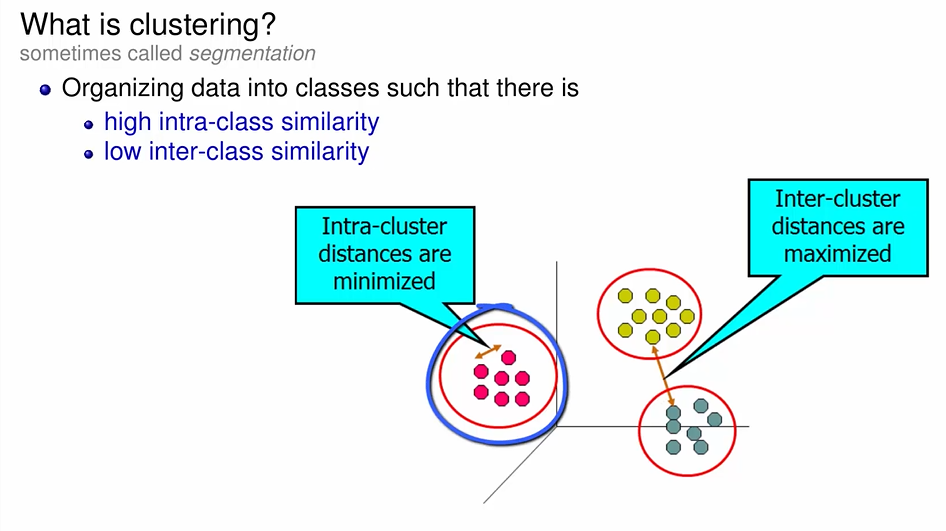 What is clustering?
sometimes called segmentation
Organizing data into classes such that there is
high intra-class similarity
low inter-class similarity
Intra-cluster
distances are
minimized
Inter-cluster
distances are
maximized